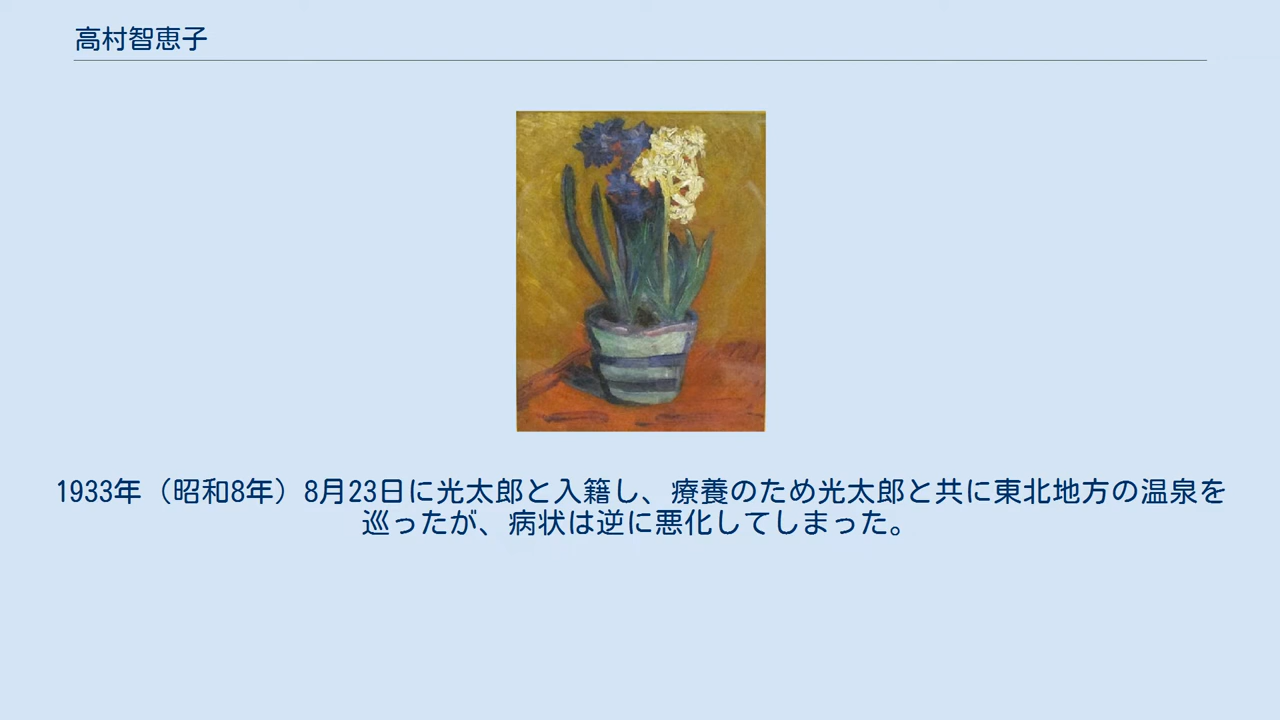 高村智恵子
1933年（昭和8年）8月23日に光太郎と入籍し、療養のため光太郎と共に東北地方の温泉を
巡ったが、病状は逆に悪化してしまった。